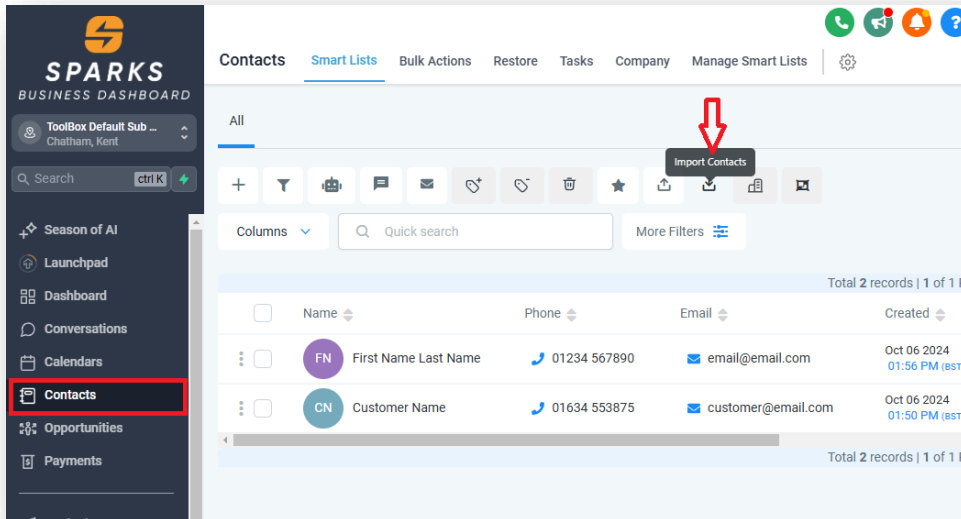 SPARKS
BUSINESS DASHBOARD
ToolBox Default Sub ...
Chatham, Kent
Search ctrl K
Season of AI
Launchpad
Dashboard
Conversations
Calendars
Contacts
Opportunities
Payments
?
Contacts Smart Lists Bulk Actions Restore Tasks Company Manage Smart Lists
All
Import Contacts
Columns Quick search More Filters
Total 2 records | 1 of 1
Name Phone Email Created
FN First Name Last Name 01234 567890 email@email.com Oct 06 2024
01:56 PM (BST
CN Customer Name 01634 553875 customer@email.com Oct 06 2024
01:50 PM (BST
Total 2 records | 1 of 1